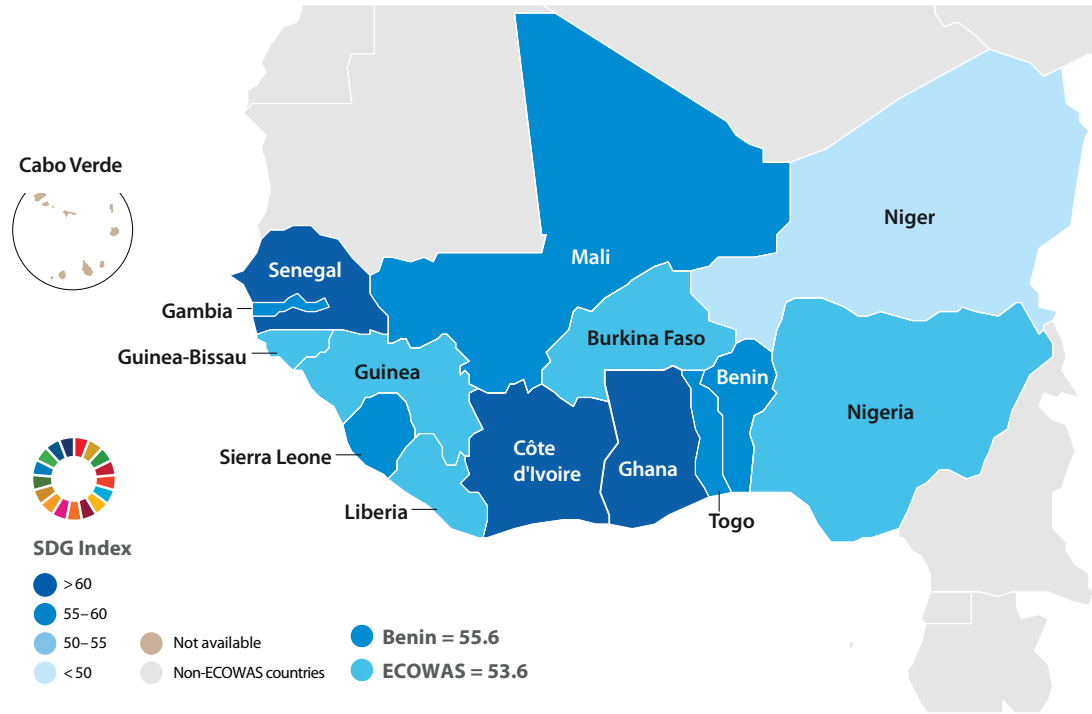 Cabo Verde
Niger
Mali
Senegal
Gambia
Burkina Faso
Guinea-Bissau
Guinea
Benin
Nigeria
Sierra Leone
Côte
d'Ivoire
Ghana
Liberia
Togo
SDG Index
>60
55–60
50–55
<50
Not available
Non-ECOWAS countries
Benin = 55.6
ECOWAS = 53.6